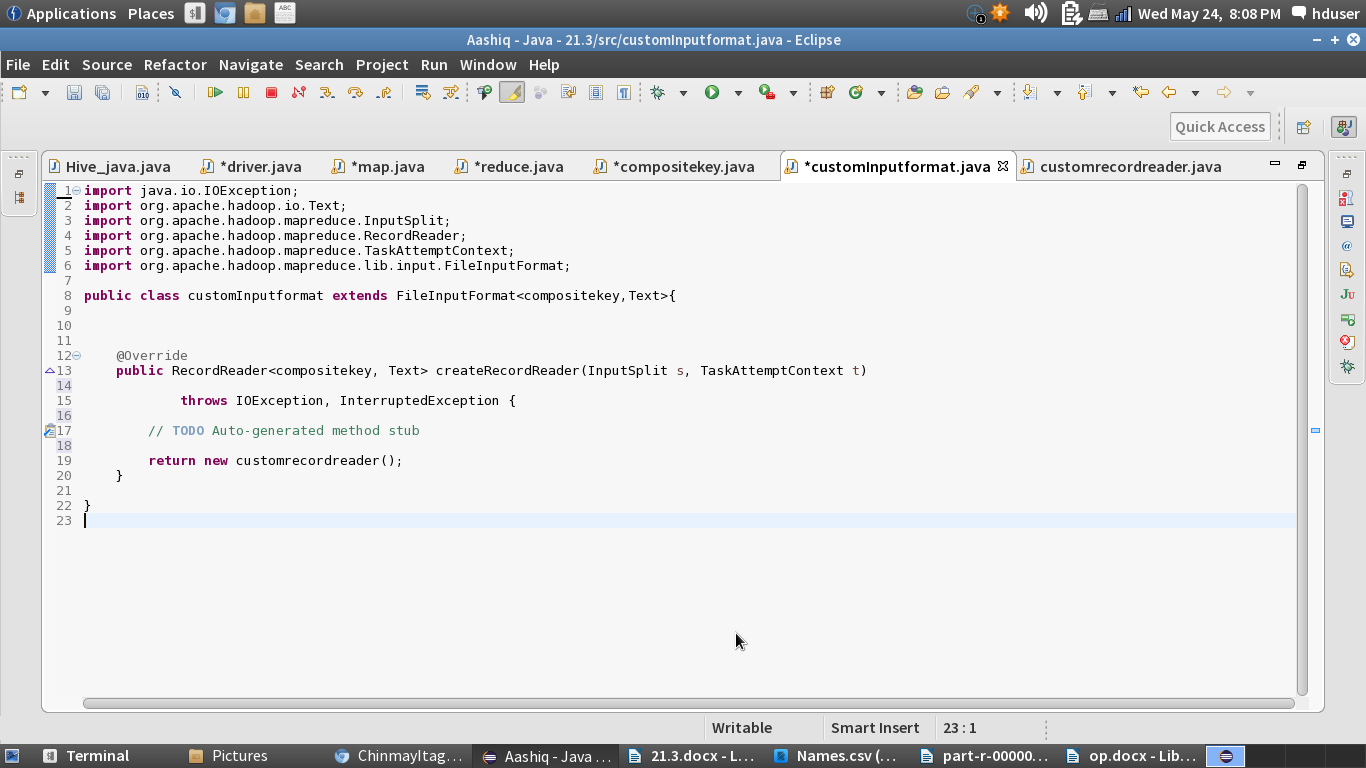 Applications Places Wed May 24, 8:08 PM hduser
Aashiq - Java - 21.3/src/customInputformat.java - Eclipse
File Edit Source Refactor Navigate Search Project Run Window Help
Quick Access
Hive_java.java *driver.java *map.java *reduce.java *compositekey.java *customInputformat.java customrecordreader.java
1 import java.io.IOException;
2 import org.apache.hadoop.io.Text;
3 import org.apache.hadoop.mapreduce.InputSplit;
4 import org.apache.hadoop.mapreduce.RecordReader;
5 import org.apache.hadoop.mapreduce.TaskAttemptContext;
6 import org.apache.hadoop.mapreduce.lib.input.FileInputFormat;
7
8 public class customInputformat extends FileInputFormat<compositekey,Text>{
9
10
11
12 @Override
13 public RecordReader<compositekey, Text> createRecordReader(InputSplit s, TaskAttemptContext t)
14
15 throws IOException, InterruptedException {
16
17 // TODO Auto-generated method stub
18
19 return new customrecordreader();
20 }
21
22 }
23
Writable Smart Insert 23 : 1
Terminal Pictures ChinmayItag... Aashiq - Java ... 21.3.docx - L... Names.csv (... part-r-00000... op.docx - Lib...